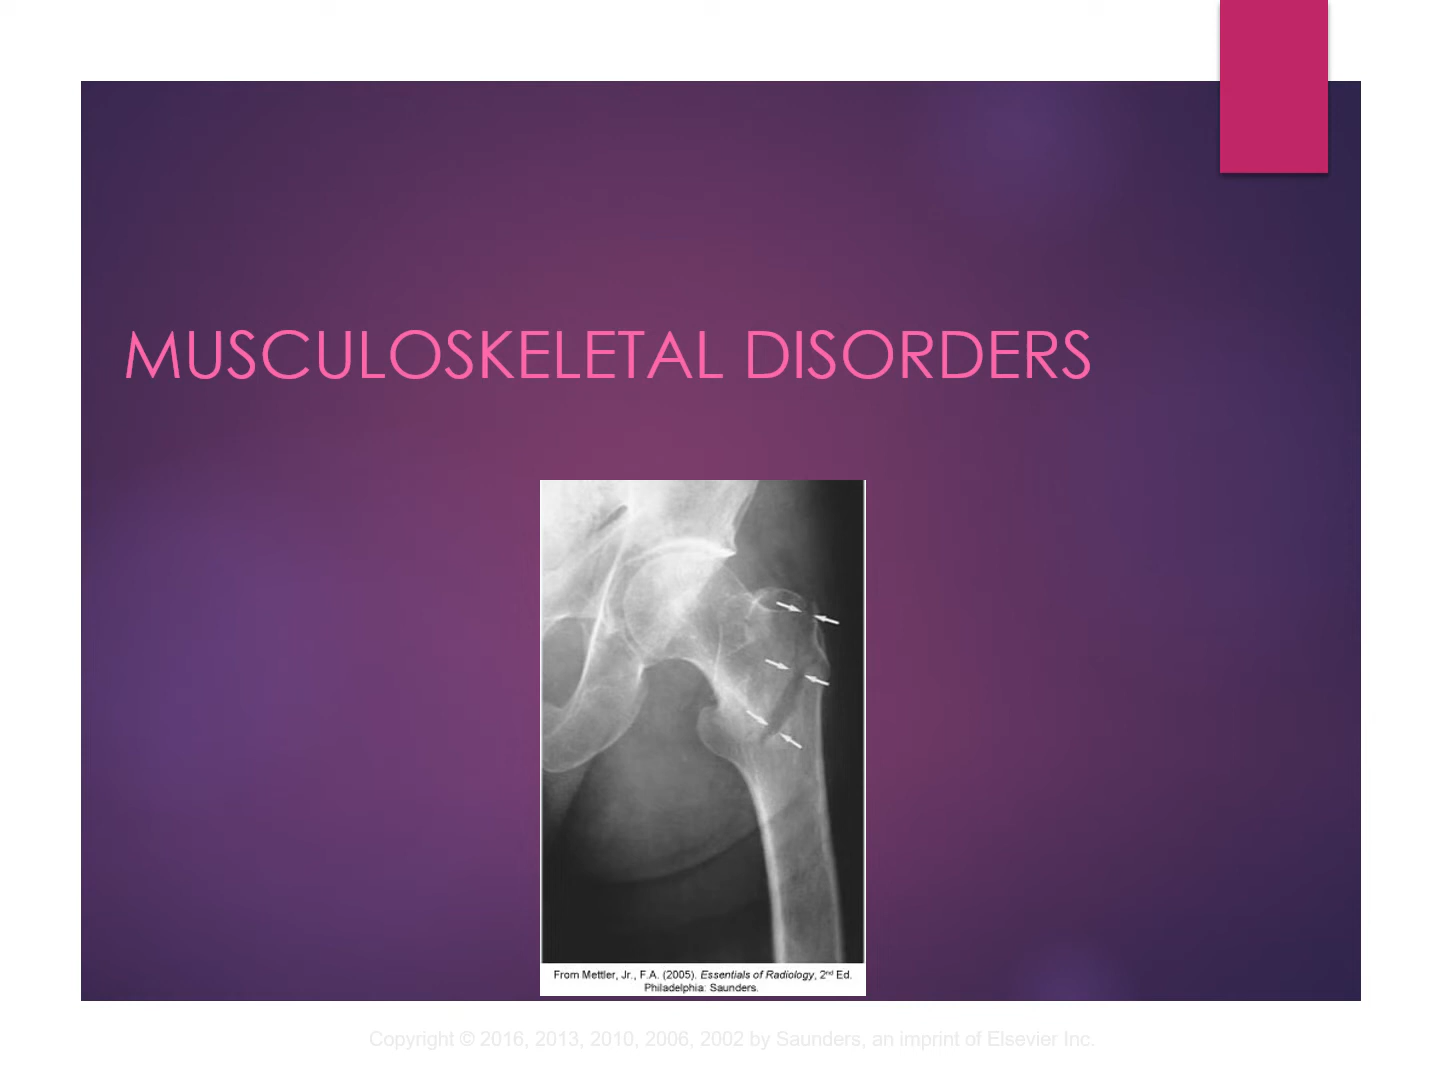 MUSCULOSKELETAL DISORDERS
From Mettler, Jr., F.A. (2005). Essentials of Radiology, 2nd Ed.
Philadelphia: Saunders.
Copyright © 2016, 2013, 2010, 2006, 2002 by Saunders, an imprint of Elsevier Inc.